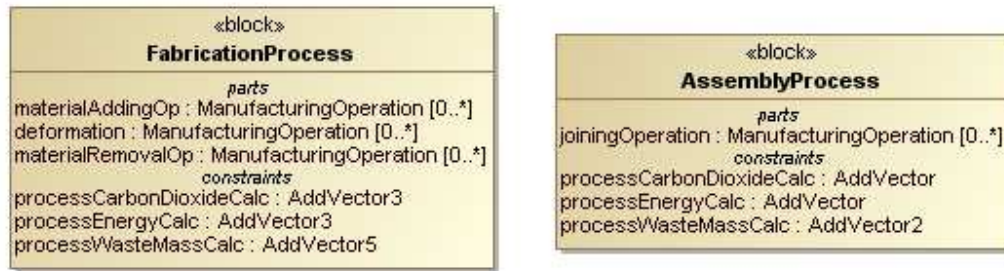 «block»
FabricationProcess
parts
materialAddingOp : ManufacturingOperation [0..*]
deformation : ManufacturingOperation [0..*]
materialRemovalOp : ManufacturingOperation [0..*]
constraints
processCarbonDioxideCalc : AddVector3
processEnergyCalc : AddVector3
processWasteMassCalc : AddVector5
«block»
AssemblyProcess
parts
joiningOperation : ManufacturingOperation [0..*]
constraints
processCarbonDioxideCalc : AddVector
processEnergyCalc : AddVector
processWasteMassCalc : AddVector2